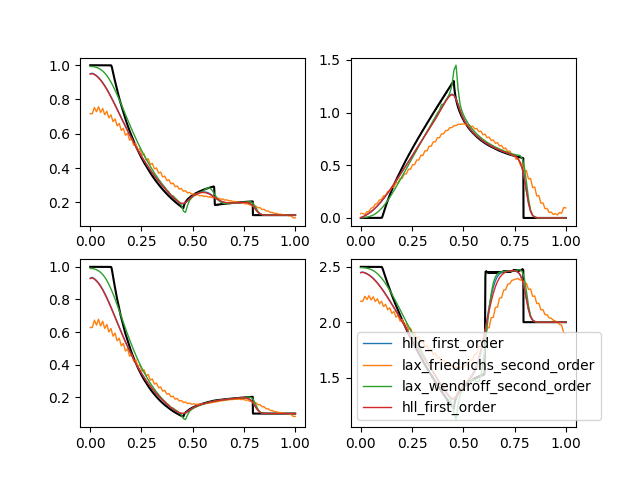 1.0
0.8
0.6
0.4
0.2
0.00 0.25 0.50 0.75 1.00
1.5
1.0
0.5
0.0
0.00 0.25 0.50 0.75 1.00
1.0
0.8
0.6
0.4
0.2
0.00 0.25 0.50 0.75 1.00
2.5
2.0
1.5
0.00 0.25 0.50 0.75 1.00
hllc_first_order
lax_friedrichs_second_order
lax_wendroff_second_order
hll_first_order